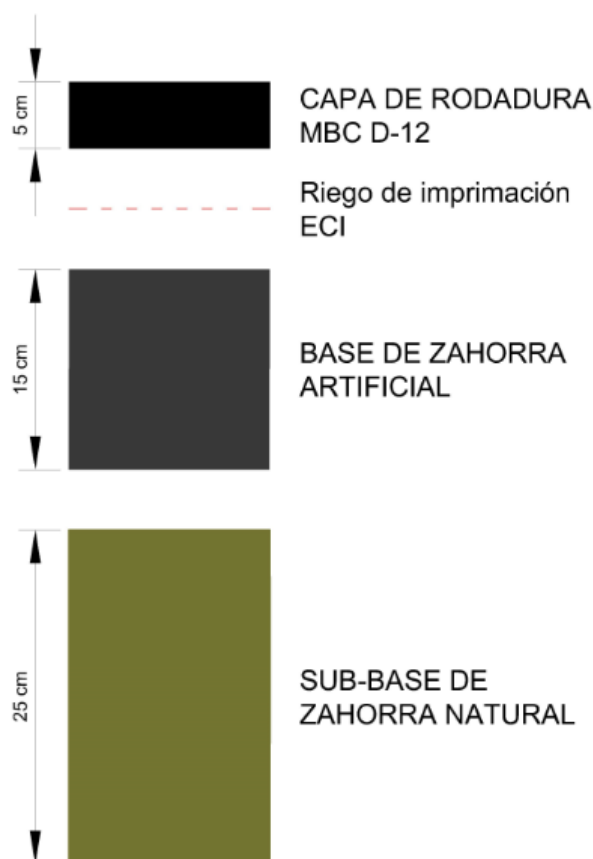 5 cm
CAPA DE RODADURA
MBC D-12
Riego de imprimación
ECI
15 cm
BASE DE ZAHORRA
ARTIFICIAL
25 cm
SUB-BASE DE
ZAHORRA NATURAL